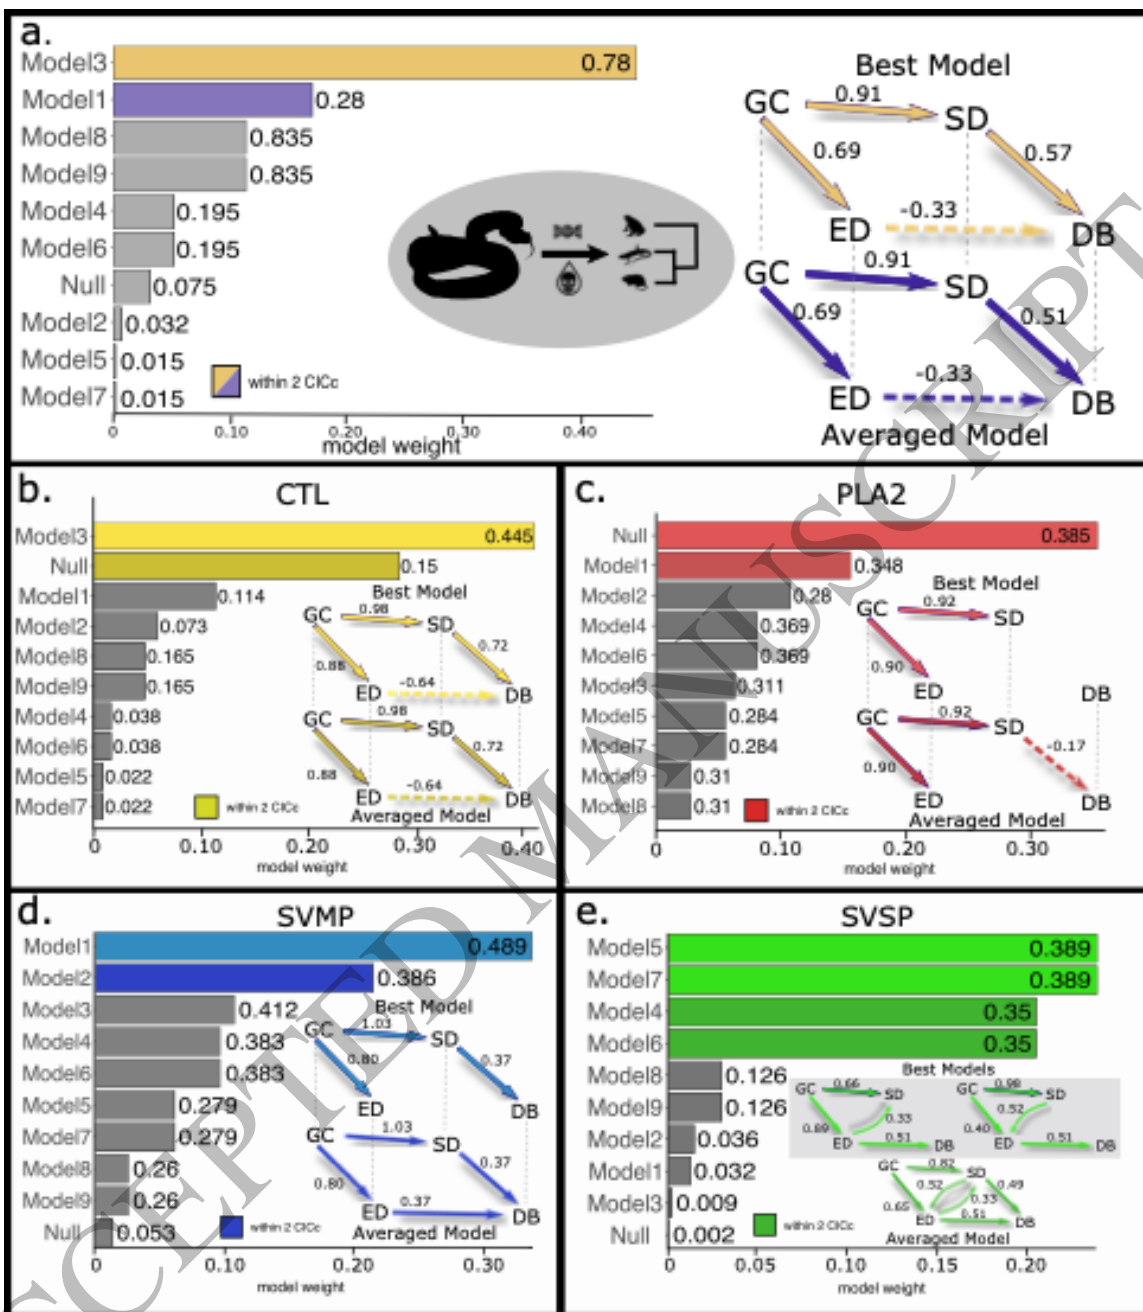 a.
Model3 0.78
Model1 0.28
Model8 0.835
Model9 0.835
Model4 0.195
Model6 0.195
Null 0.075
Model2 0.032
Model5 0.015
Model7 0.015
within 2 CICc
0 0.10 0.20 0.30 0.40
model weight
Best Model
GC 0.91 SD
0.69 0.57
ED -0.33 DB
GC 0.91 SD
0.69 0.51
ED -0.33 DB
Averaged Model
b. CTL
Model3 0.445
Null 0.15
Model1 0.114
Model2 0.073
Model8 0.165
Model9 0.165
Model4 0.038
Model6 0.038
Model5 0.022
Model7 0.022
within 2 CICc
0 0.10 0.20 0.30 0.40
model weight
Best Model
GC 0.98 SD
0.88 0.72
ED -0.64 DB
GC 0.98 SD
0.88 0.72
ED -0.64 DB
Averaged Model
c. PLA2
Null 0.385
Model1 0.348
Model2 0.28
Model4 0.369
Model6 0.369
Model3 0.311
Model5 0.284
Model7 0.284
Model9 0.31
Model8 0.31
within 2 CICc
0 0.10 0.20 0.30
model weight
Best Model
GC 0.92 SD
0.90
ED DB
GC 0.92 SD
0.90 -0.17
ED DB
Averaged Model
d. SVMP
Model1 0.489
Model2 0.386
Model3 0.412
Model4 0.383
Model6 0.383
Model5 0.279
Model7 0.279
Model8 0.26
Model9 0.26
Null 0.053
within 2 CICc
0 0.10 0.20 0.30
model weight
Best Model
GC 1.03 SD
0.80 0.37
ED DB
GC 1.03 SD
0.80 0.37
ED 0.37 DB
Averaged Model
e. SVSP
Model5 0.389
Model7 0.389
Model4 0.35
Model6 0.35
Model8 0.126
Model9 0.126
Model2 0.036
Model1 0.032
Model3 0.009
Null 0.002
within 2 CICc
0 0.05 0.10 0.15 0.20
model weight
Best Models
GC 0.66 SD
0.89 0.33
ED 0.51 DB
GC 0.98 SD
0.40 0.52
ED 0.51 DB
GC 0.82 SD
0.65 0.52 0.33 0.49
ED 0.51 DB
Averaged Model
CCEPTED MANUSCRIPT